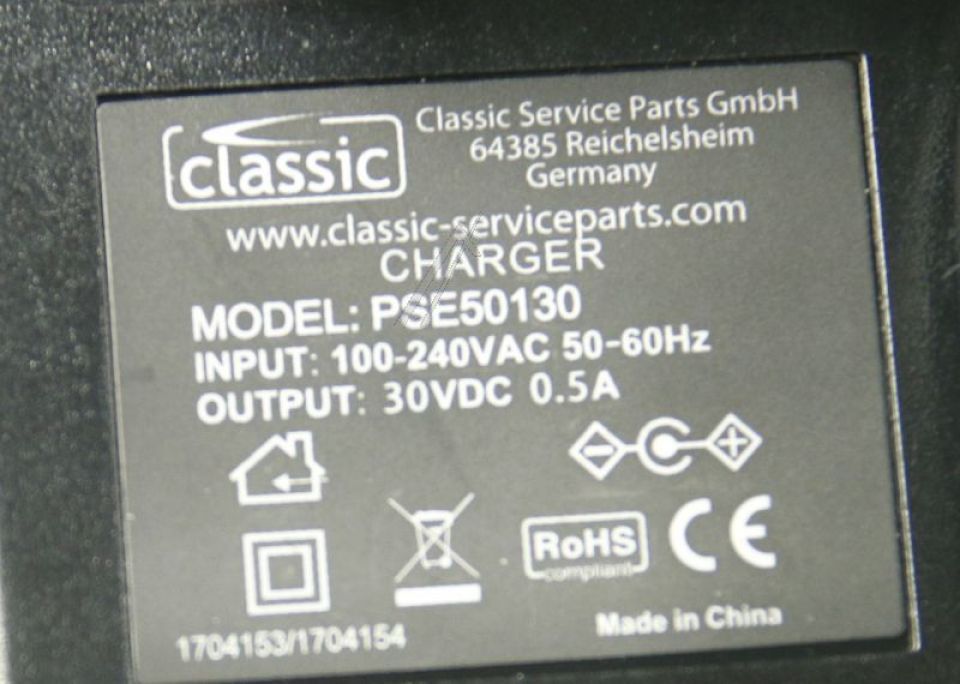 classic
Classic Service Parts GmbH
64385 Reichelsheim
Germany
www.classic-serviceparts.com
CHARGER
MODEL: PSE50130
INPUT: 100-240VAC 50-60Hz
OUTPUT: 30VDC 0.5A
RoHS
compliant
CE
1704153/1704154
Made in China